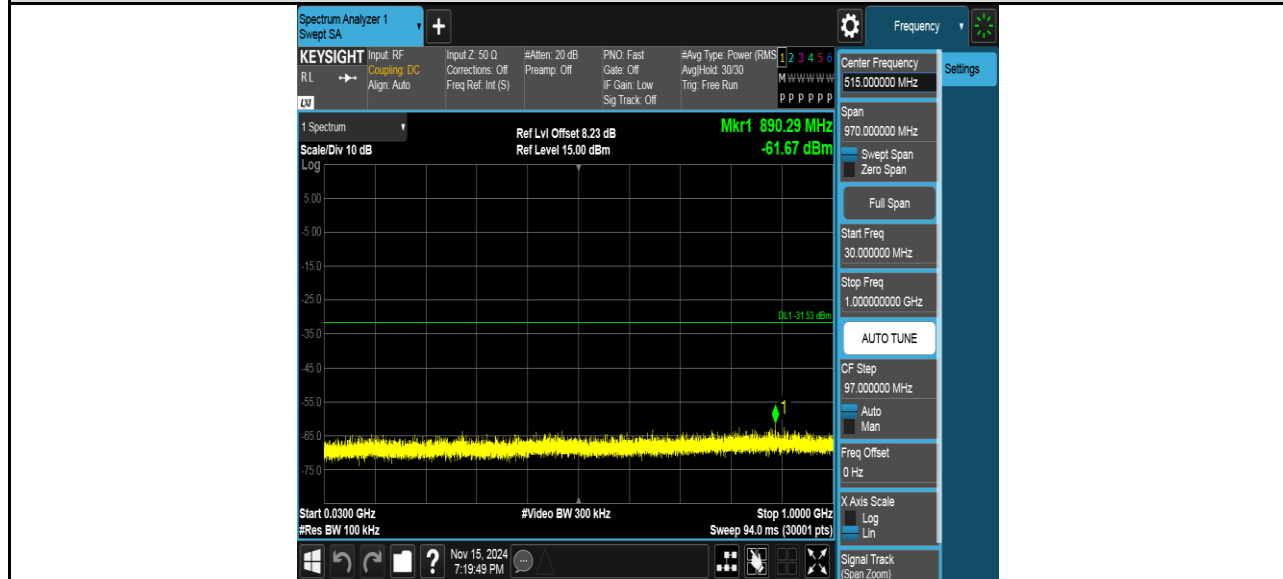 Spectrum Analyzer 1
Swept SA
+
Frequency
KEYSIGHT
RL
LXI
Input: RF
Coupling: DC
Align: Auto
Input Z: 50 Ω
Corrections: Off
Freq Ref: Int (S)
#Atten: 20 dB
Preamp: Off
PNO: Fast
Gate: Off
IF Gain: Low
Sig Track: Off
#Avg Type: Power (RMS
Avg|Hold: 30/30
Trig: Free Run
1 2 3 4 5 6
M W W W W W
P P P P P P
1 Spectrum
Scale/Div 10 dB
Log
Ref Lvl Offset 8.23 dB
Ref Level 15.00 dBm
Mkr1 890.29 MHz
-61.67 dBm
5.00
-5.00
-15.0
-25.0
DL1 -31.53 dBm
-35.0
-45.0
-55.0
1
-65.0
-75.0
Start 0.0300 GHz
#Res BW 100 kHz
#Video BW 300 kHz
Stop 1.0000 GHz
Sweep 94.0 ms (30001 pts)
Nov 15, 2024
7:19:49 PM
?
Center Frequency
515.000000 MHz
Settings
Span
970.000000 MHz
Swept Span
Zero Span
Full Span
Start Freq
30.000000 MHz
Stop Freq
1.000000000 GHz
AUTO TUNE
CF Step
97.000000 MHz
Auto
Man
Freq Offset
0 Hz
X Axis Scale
Log
Lin
Signal Track
(Span Zoom)